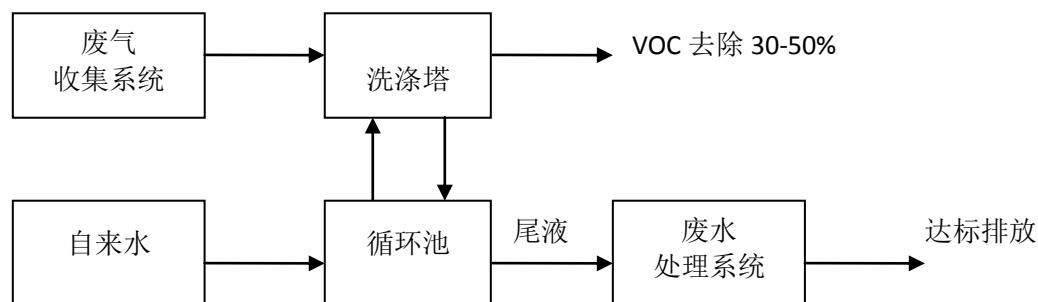 废气
收集系统
洗涤塔
VOC 去除 30-50%
自来水
循环池
尾液
废水
处理系统
达标排放